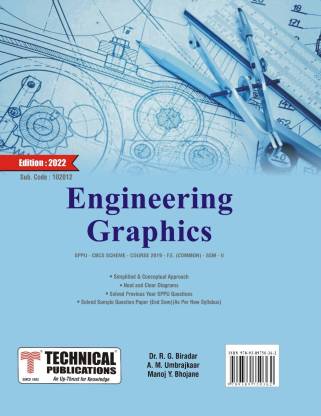 Edition : 2022
Sub. Code : 102012
Engineering
Graphics
SPPU - CBCS SCHEME - COURSE 2019 - F.E. (COMMON) - SEM - II
• Simplified & Conceptual Approach
• Neat and Clear Diagrams
• Solved Previous Year SPPU Questions
• Solved Sample Question Paper (End Sem)(As Per New Syllabus)
Dr. R. G. Biradar
A. M. Umbrajkaar
Manoj Y. Bhojane
TECHNICAL
PUBLICATIONS
SINCE 1993
An Up-Thrust for Knowledge